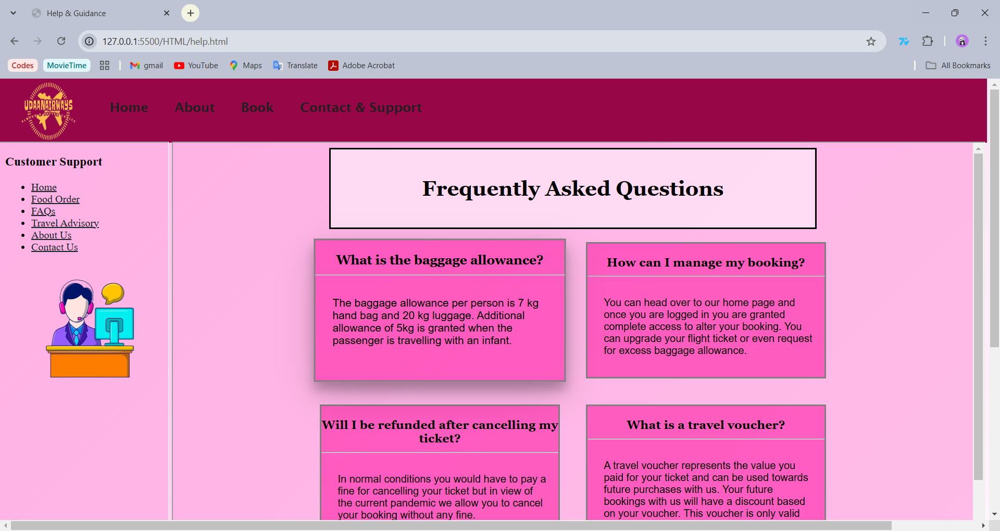 Help & Guidance
127.0.0.1:5500/HTML/help.html
Codes
MovieTime
gmail
YouTube
Maps
Translate
Adobe Acrobat
All Bookmarks
UDAANAIRWAYS
Home
About
Book
Contact & Support
Customer Support
Home
Food Order
FAQs
Travel Advisory
About Us
Contact Us
Frequently Asked Questions
What is the baggage allowance?
The baggage allowance per person is 7 kg
hand bag and 20 kg luggage. Additional
allowance of 5kg is granted when the
passenger is travelling with an infant.
How can I manage my booking?
You can head over to our home page and
once you are logged in you are granted
complete access to alter your booking. You
can upgrade your flight ticket or even request
for excess baggage allowance.
Will I be refunded after cancelling my
ticket?
In normal conditions you would have to pay a
fine for cancelling your ticket but in view of
the current pandemic we allow you to cancel
your booking without any fine.
What is a travel voucher?
A travel voucher represents the value you
paid for your ticket and can be used towards
future purchases with us. Your future
bookings with us will have a discount based
on your voucher. This voucher is only valid